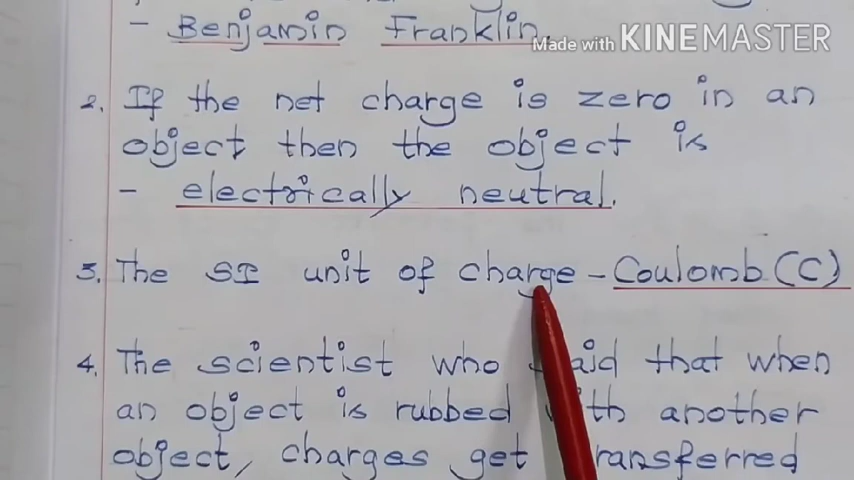 - Benjamin Franklin.
Made with KINEMASTER
2. If the net charge is zero in an
object then the object is
- electrically neutral.
3. The SI unit of charge - Coulomb (C)
4. The scientist who said that when
an object is rubbed with another
object, charges get transferred